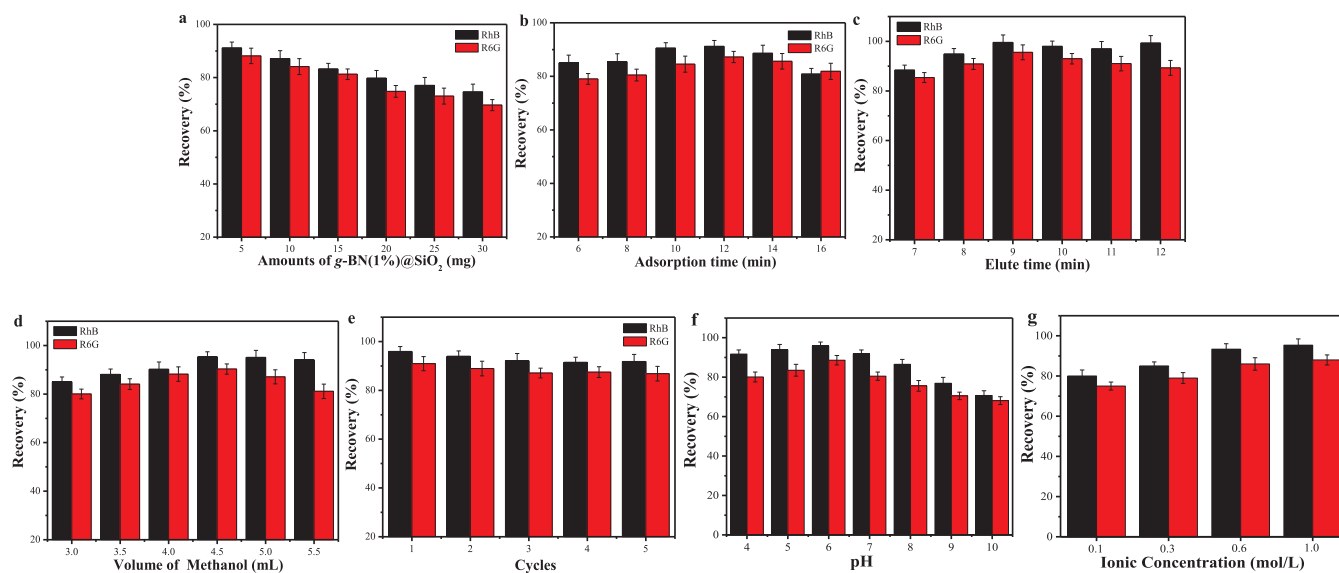 a
Recovery (%)
100
80
60
40
20
RhB
R6G
5 10 15 20 25 30
Amounts of g-BN(1%)@SiO2 (mg)
b
Recovery (%)
100
80
60
40
20
RhB
R6G
6 8 10 12 14 16
Adsorption time (min)
c
Recovery (%)
100
80
60
40
20
RhB
R6G
7 8 9 10 11 12
Elute time (min)
d
Recovery (%)
100
80
60
40
20
RhB
R6G
3.0 3.5 4.0 4.5 5.0 5.5
Volume of Methanol (mL)
e
Recovery (%)
100
80
60
40
20
RhB
R6G
1 2 3 4 5
Cycles
f
Recovery (%)
100
80
60
40
20
0
RhB
R6G
4 5 6 7 8 9 10
pH
g
Recovery (%)
100
80
60
40
20
0
RhB
R6G
0.1 0.3 0.6 1.0
Ionic Concentration (mol/L)